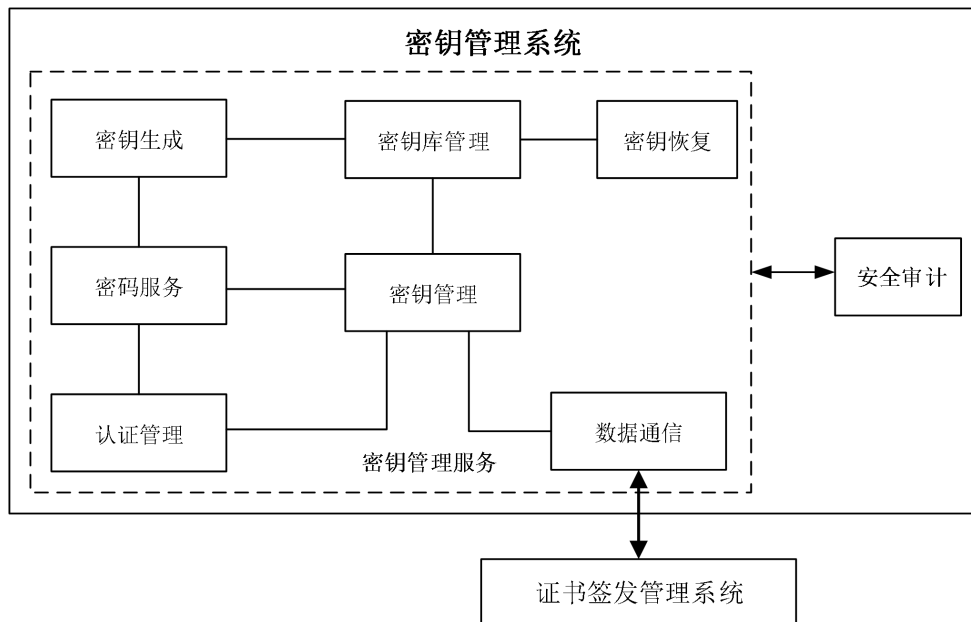 密钥管理系统
密钥生成
密钥库管理
密钥恢复
密码服务
密钥管理
安全审计
认证管理
数据通信
密钥管理服务
证书签发管理系统